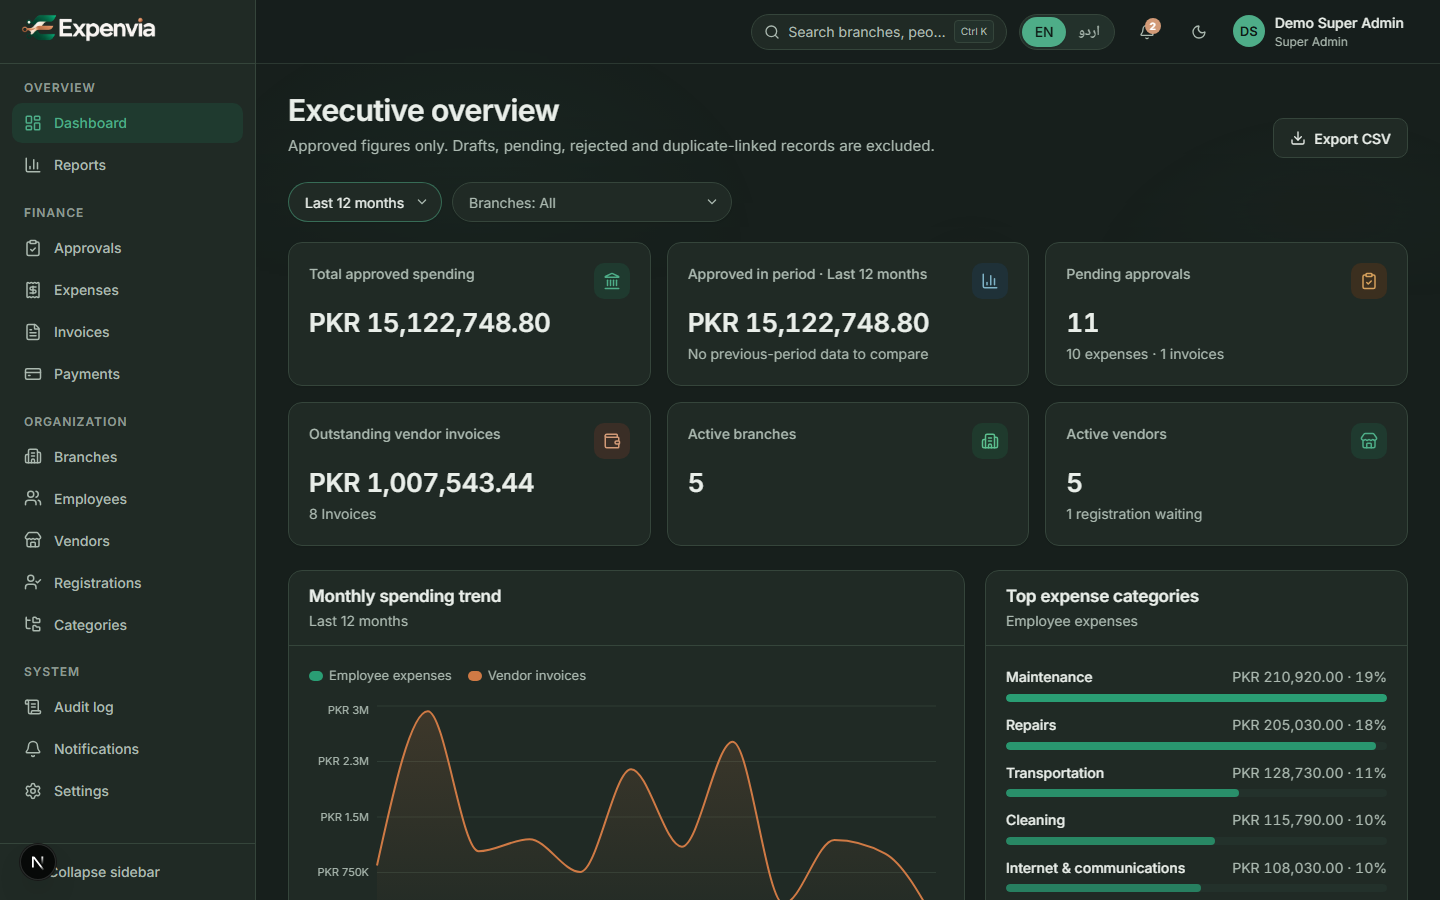 Expenvia
Search branches, peo...
Ctrl K
EN
اردو
2
DS
Demo Super Admin
Super Admin
OVERVIEW
Dashboard
Reports
FINANCE
Approvals
Expenses
Invoices
Payments
ORGANIZATION
Branches
Employees
Vendors
Registrations
Categories
SYSTEM
Audit log
Notifications
Settings
N
Collapse sidebar
Executive overview
Approved figures only. Drafts, pending, rejected and duplicate-linked records are excluded.
Export CSV
Last 12 months
Branches: All
Total approved spending
PKR 15,122,748.80
Approved in period · Last 12 months
PKR 15,122,748.80
No previous-period data to compare
Pending approvals
11
10 expenses · 1 invoices
Outstanding vendor invoices
PKR 1,007,543.44
8 Invoices
Active branches
5
Active vendors
5
1 registration waiting
Monthly spending trend
Last 12 months
Employee expenses
Vendor invoices
PKR 3M
PKR 2.3M
PKR 1.5M
PKR 750K
Top expense categories
Employee expenses
Maintenance PKR 210,920.00 · 19%
Repairs PKR 205,030.00 · 18%
Transportation PKR 128,730.00 · 11%
Cleaning PKR 115,790.00 · 10%
Internet & communications PKR 108,030.00 · 10%